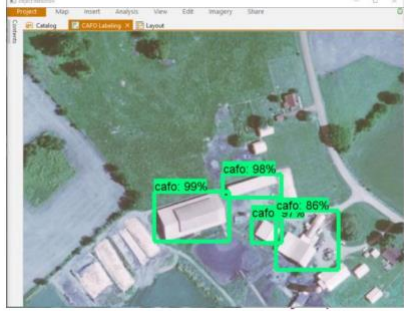 Project Map Insert Analysis View Edit Imagery Share
Catalog CAFO Labeling × Layout
Contents
cafo: 98%
cafo: 99%
cafo: 86%
cafo